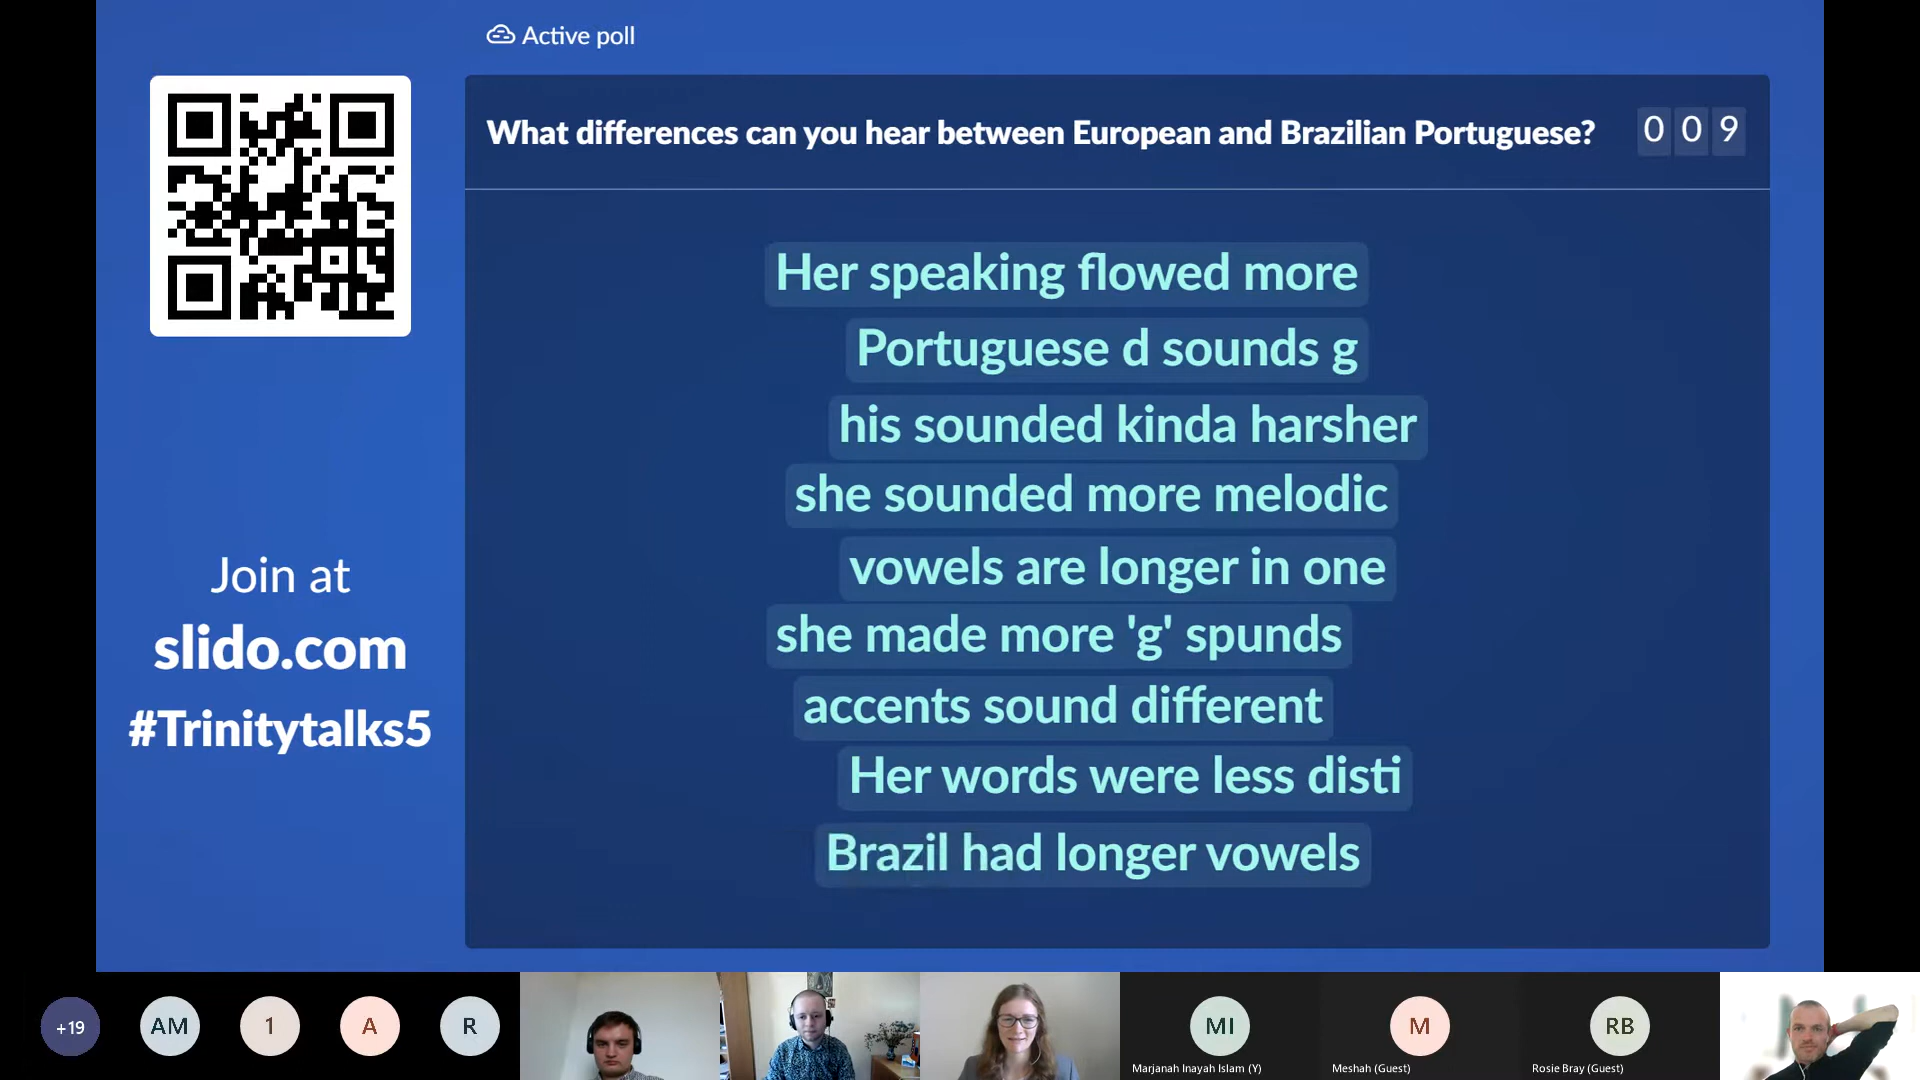 Active poll
What differences can you hear between European and Brazilian Portuguese?
009
Her speaking flowed more
Portuguese d sounds g
his sounded kinda harsher
she sounded more melodic
vowels are longer in one
she made more 'g' spunds
accents sound different
Her words were less disti
Brazil had longer vowels
Join at
slido.com
#Trinitytalks5
+19
AM
1
A
R
MI
Marjanah Inayah Islam (Y)
M
Meshah (Guest)
RB
Rosie Bray (Guest)